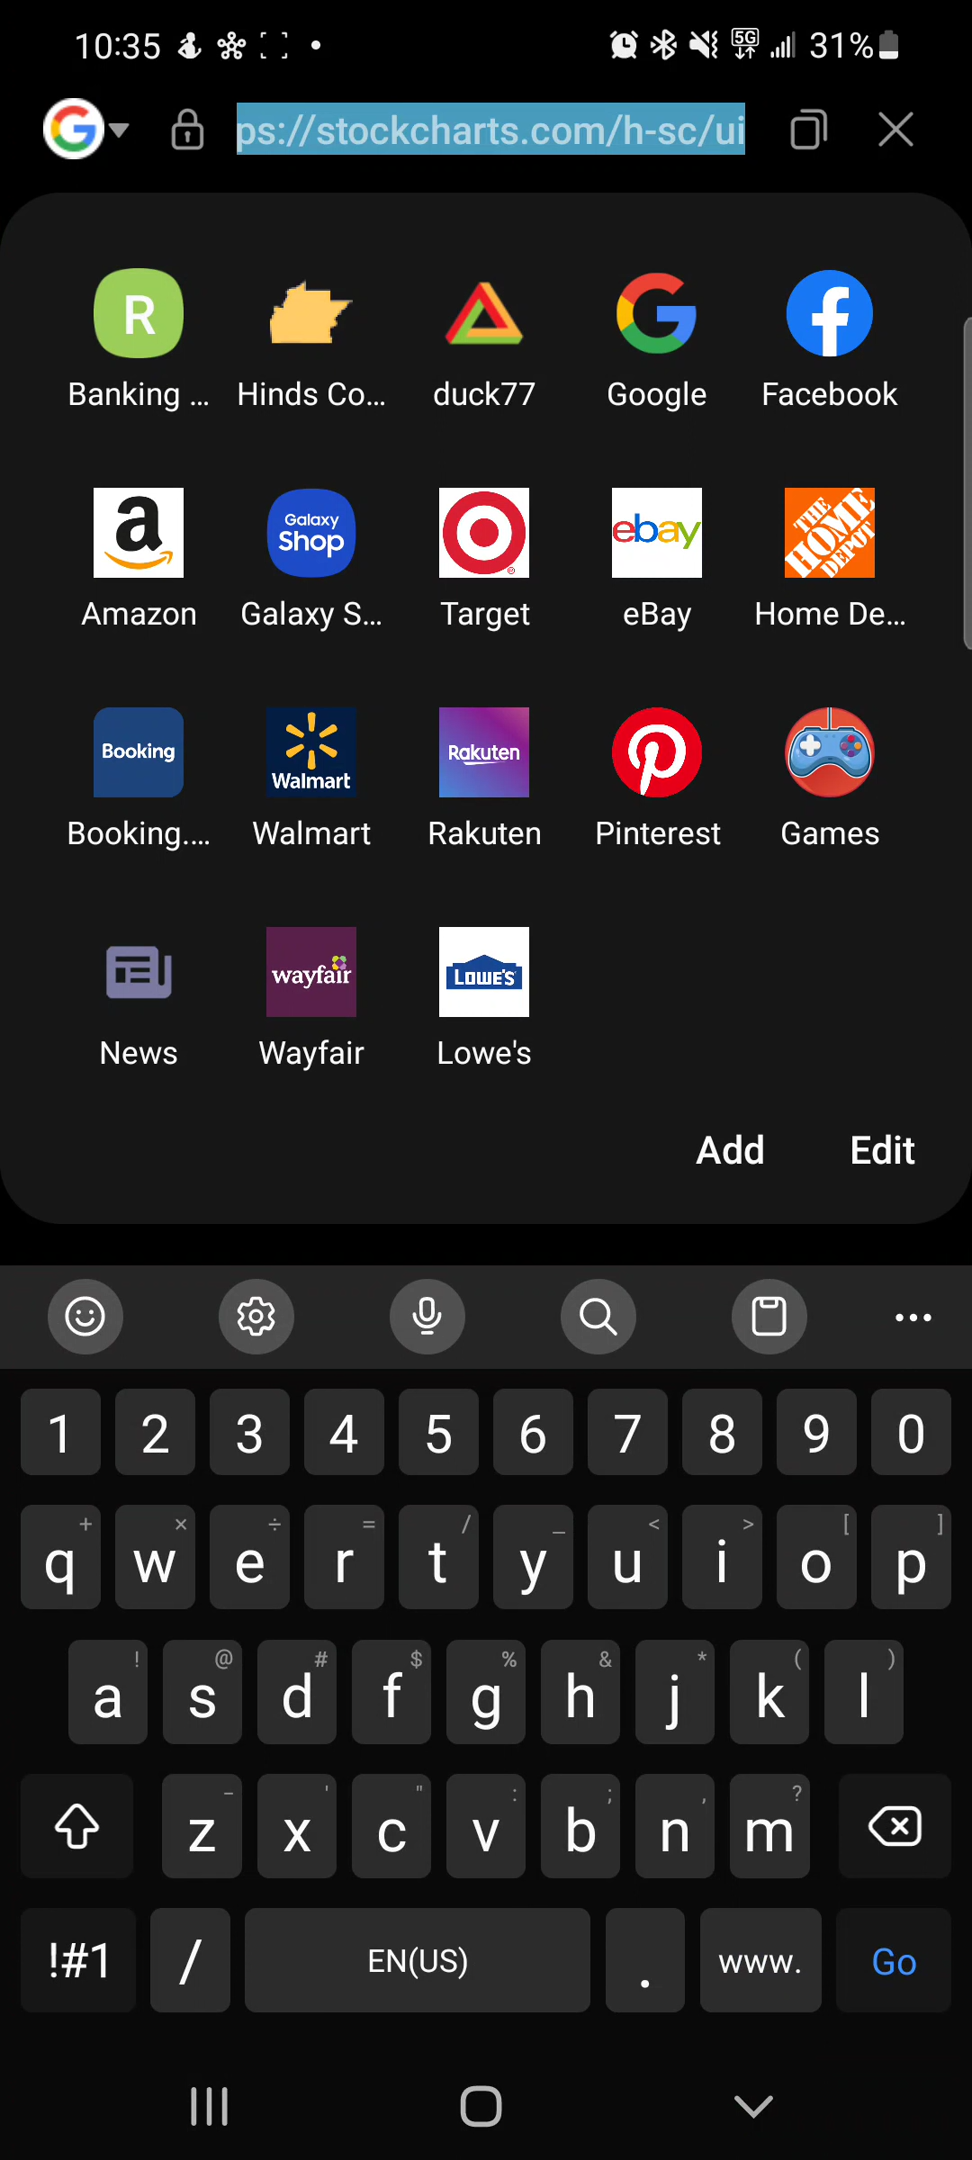 10:35 5G 31%
ps://stockcharts.com/h-sc/ui
R
Banking ... Hinds Co... duck77 Google Facebook
a Galaxy Shop ebay THE HOME DEPOT
Amazon Galaxy S... Target eBay Home De...
Booking Walmart Rakuten
Booking.... Walmart Rakuten Pinterest Games
wayfair LOWE'S
News Wayfair Lowe's
Add Edit
1 2 3 4 5 6 7 8 9 0
+ × ÷ = / _ < > [ ]
q w e r t y u i o p
! @ # $ % & * ( )
a s d f g h j k l
- ' " : ; , ?
z x c v b n m
!#1 / EN(US) . www. Go